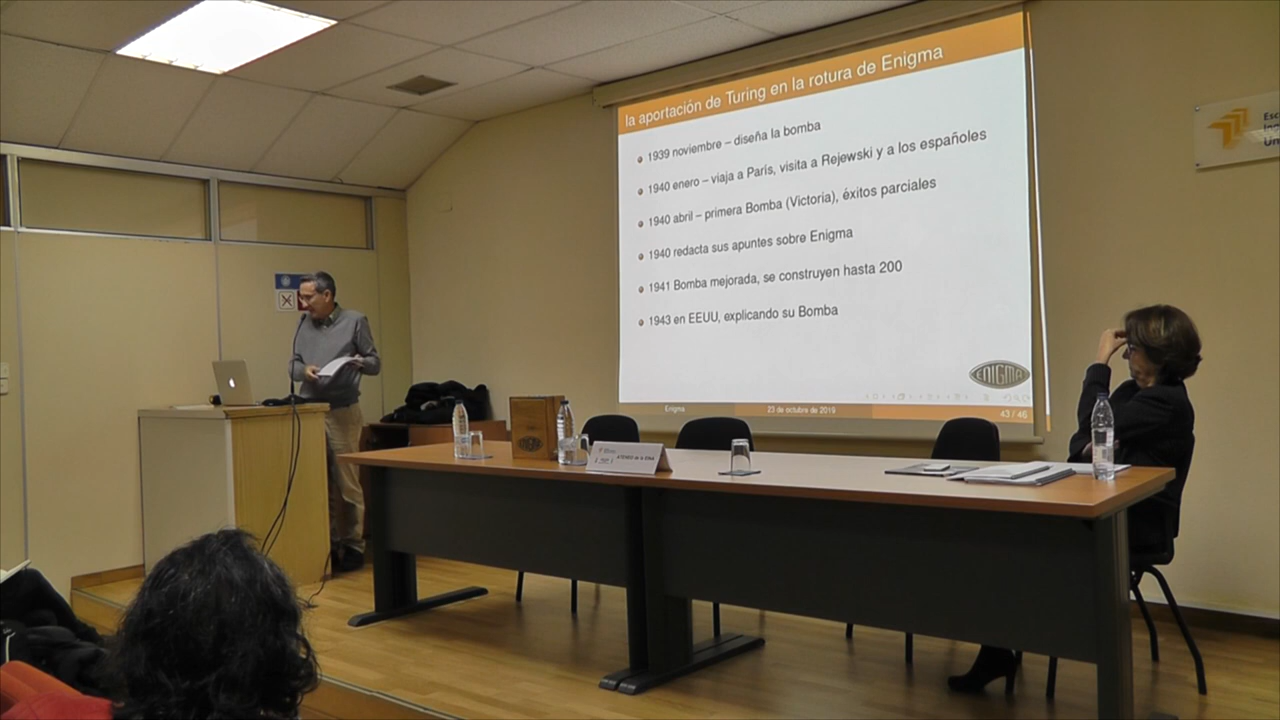 la aportación de Turing en la rotura de Enigma
1939 noviembre – diseña la bomba
1940 enero – viaja a París, visita a Rejewski y a los españoles
1940 abril – primera Bomba (Victoria), éxitos parciales
1940 redacta sus apuntes sobre Enigma
1941 Bomba mejorada, se construyen hasta 200
1943 en EEUU, explicando su Bomba
ENIGMA
Enigma
23 de octubre de 2019
43 / 46
ATENEO de la